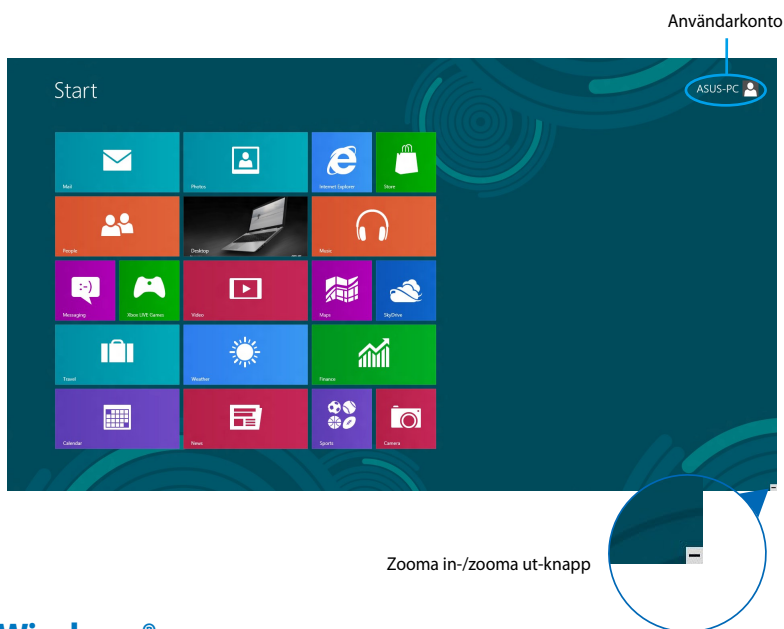 Användarkonto
Start
ASUS-PC
Mail
Photos
Internet Explorer
Store
People
Desktop
Music
Messaging
Xbox LIVE Games
Video
Maps
SkyDrive
Travel
Weather
Finance
Calendar
News
Sports
Camera
Zooma in-/zooma ut-knapp